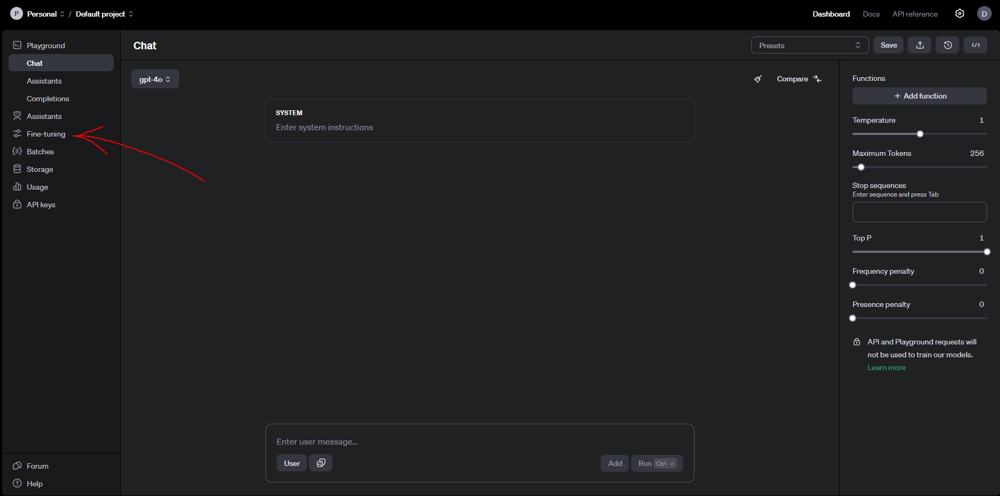 P Personal / Default project
Dashboard Docs API reference D
Playground
Chat
Assistants
Completions
Assistants
Fine-tuning
Batches
Storage
Usage
API keys
Forum
Help
Chat
Presets Save
gpt-4o
Compare
SYSTEM
Enter system instructions
Enter user message...
User
Add Run Ctrl ↵
Functions
+ Add function
Temperature 1
Maximum Tokens 256
Stop sequences
Enter sequence and press Tab
Top P 1
Frequency penalty 0
Presence penalty 0
API and Playground requests will
not be used to train our models.
Learn more